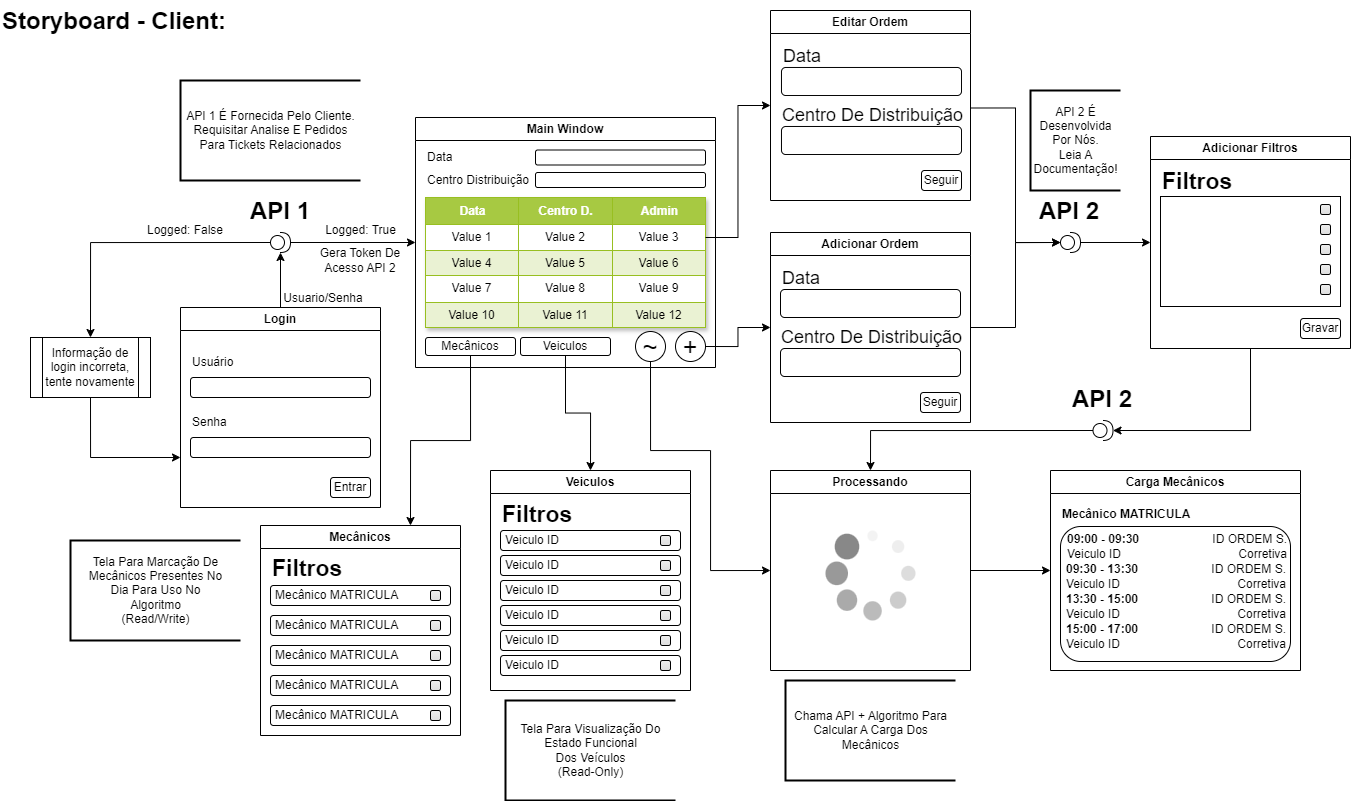 Storyboard - Client:
API 1 É Fornecida Pelo Cliente.
Requisitar Analise E Pedidos
Para Tickets Relacionados
API 1
Logged: False
Logged: True
Gera Token De
Acesso API 2
Usuario/Senha
Informação de
login incorreta,
tente novamente
Login
Usuário
Senha
Entrar
Main Window
Data
Centro Distribuição
Data Centro D. Admin
Value 1 Value 2 Value 3
Value 4 Value 5 Value 6
Value 7 Value 8 Value 9
Value 10 Value 11 Value 12
Mecânicos Veiculos ~ +
Editar Ordem
Data
Centro De Distribuição
Seguir
Adicionar Ordem
Data
Centro De Distribuição
Seguir
API 2 É
Desenvolvida
Por Nós.
Leia A
Documentação!
API 2
Adicionar Filtros
Filtros
Gravar
API 2
Tela Para Marcação De
Mecânicos Presentes No
Dia Para Uso No
Algoritmo
(Read/Write)
Mecânicos
Filtros
Mecânico MATRICULA
Mecânico MATRICULA
Mecânico MATRICULA
Mecânico MATRICULA
Mecânico MATRICULA
Veiculos
Filtros
Veiculo ID
Veiculo ID
Veiculo ID
Veiculo ID
Veiculo ID
Veiculo ID
Tela Para Visualização Do
Estado Funcional
Dos Veículos
(Read-Only)
Processando
Chama API + Algoritmo Para
Calcular A Carga Dos
Mecânicos
Carga Mecânicos
Mecânico MATRICULA
09:00 - 09:30 ID ORDEM S.
Veiculo ID Corretiva
09:30 - 13:30 ID ORDEM S.
Veiculo ID Corretiva
13:30 - 15:00 ID ORDEM S.
Veiculo ID Corretiva
15:00 - 17:00 ID ORDEM S.
Veiculo ID Corretiva